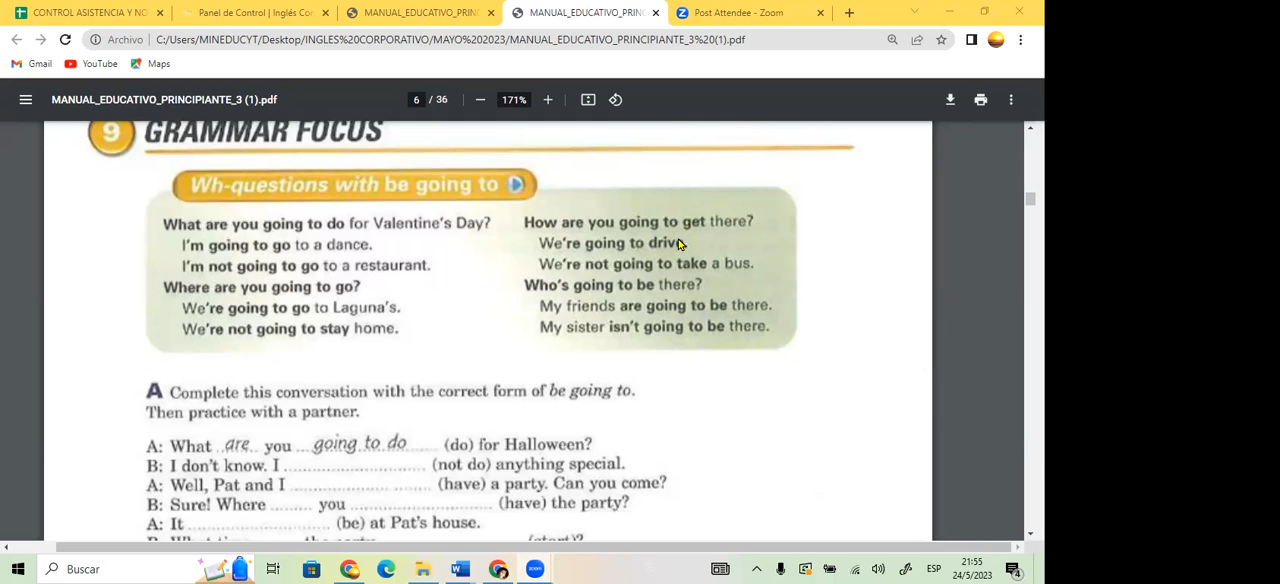 CONTROL ASISTENCIA Y NO
Panel de Control | Inglés Cor
MANUAL_EDUCATIVO_PRINC
MANUAL_EDUCATIVO_PRINC
Post Attendee - Zoom
Archivo C:/Users/MINEDUCYT/Desktop/INGLES%20CORPORATIVO/MAYO%202023/MANUAL_EDUCATIVO_PRINCIPIANTE_3%20(1).pdf
Gmail YouTube Maps
MANUAL_EDUCATIVO_PRINCIPIANTE_3 (1).pdf 6 / 36 171%
9 GRAMMAR FOCUS
Wh-questions with be going to
What are you going to do for Valentine's Day?
I'm going to go to a dance.
I'm not going to go to a restaurant.
Where are you going to go?
We're going to go to Laguna's.
We're not going to stay home.
How are you going to get there?
We're going to drive
We're not going to take a bus.
Who's going to be there?
My friends are going to be there.
My sister isn't going to be there.
A Complete this conversation with the correct form of be going to.
Then practice with a partner.
A: What ..are.. you ...going to do....... (do) for Halloween?
B: I don't know. I ................................ (not do) anything special.
A: Well, Pat and I ................................ (have) a party. Can you come?
B: Sure! Where ......... you ................................ (have) the party?
A: It .......................... (be) at Pat's house.
B: What time the party (start)?
Buscar
ESP
21:55
24/5/2023
4